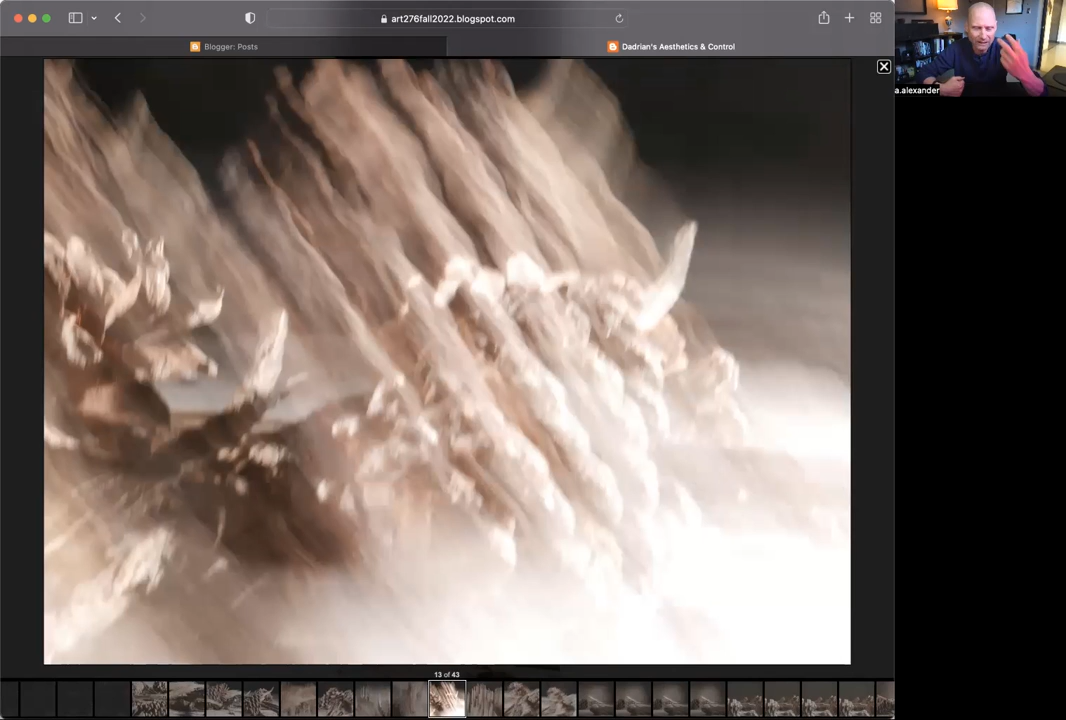 art276fall2022.blogspot.com
Blogger: Posts
Dadrian's Aesthetics & Control
a.alexander
13 of 43